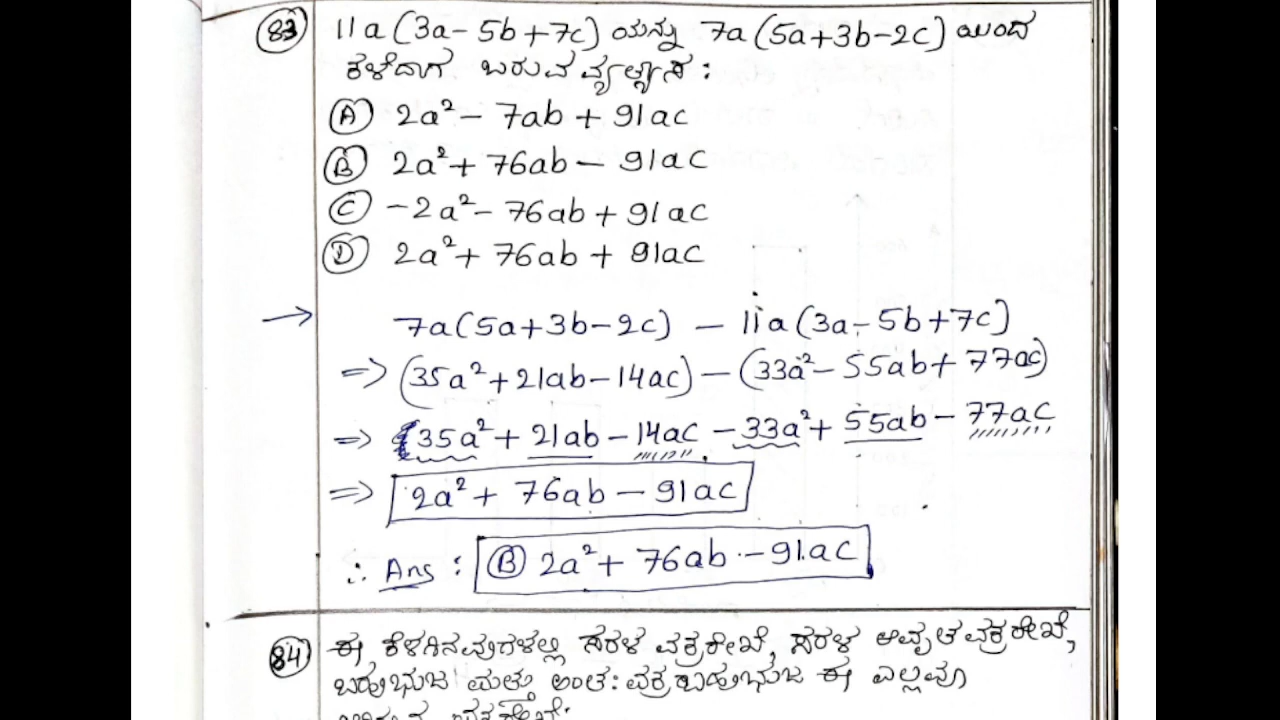 83 11a(3a-5b+7c) ಯನ್ನು 7a(5a+3b-2c) ಯಿಂದ
ಕಳೆದಾಗ ಬರುವ ವ್ಯತ್ಯಾಸ:
A 2a² - 7ab + 91ac
B 2a² + 76ab - 91ac
C -2a² - 76ab + 91ac
D 2a² + 76ab + 91ac
→ 7a(5a+3b-2c) - 11a(3a-5b+7c)
⇒ (35a²+21ab-14ac) - (33a²-55ab+77ac)
⇒ 35a² + 21ab - 14ac - 33a² + 55ab - 77ac
⇒ 2a² + 76ab - 91ac
∴ Ans : B 2a² + 76ab - 91ac
84 ಈ ಕೆಳಗಿನವುಗಳಲ್ಲಿ ಸರಳ ವಕ್ರರೇಖೆ, ಸರಳ ಆವೃತ ವಕ್ರರೇಖೆ,
ಬಹುಭುಜ ಮತ್ತು ಅಂತ: ವಕ್ರ ಬಹುಭುಜ ಈ ಎಲ್ಲವೂ